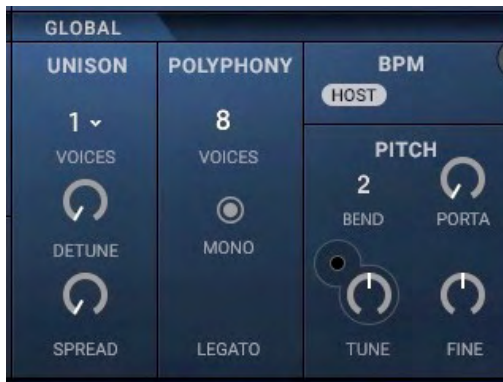 GLOBAL
UNISON
1
VOICES
DETUNE
SPREAD
POLYPHONY
8
VOICES
MONO
LEGATO
BPM
HOST
PITCH
2
BEND
PORTA
TUNE
FINE